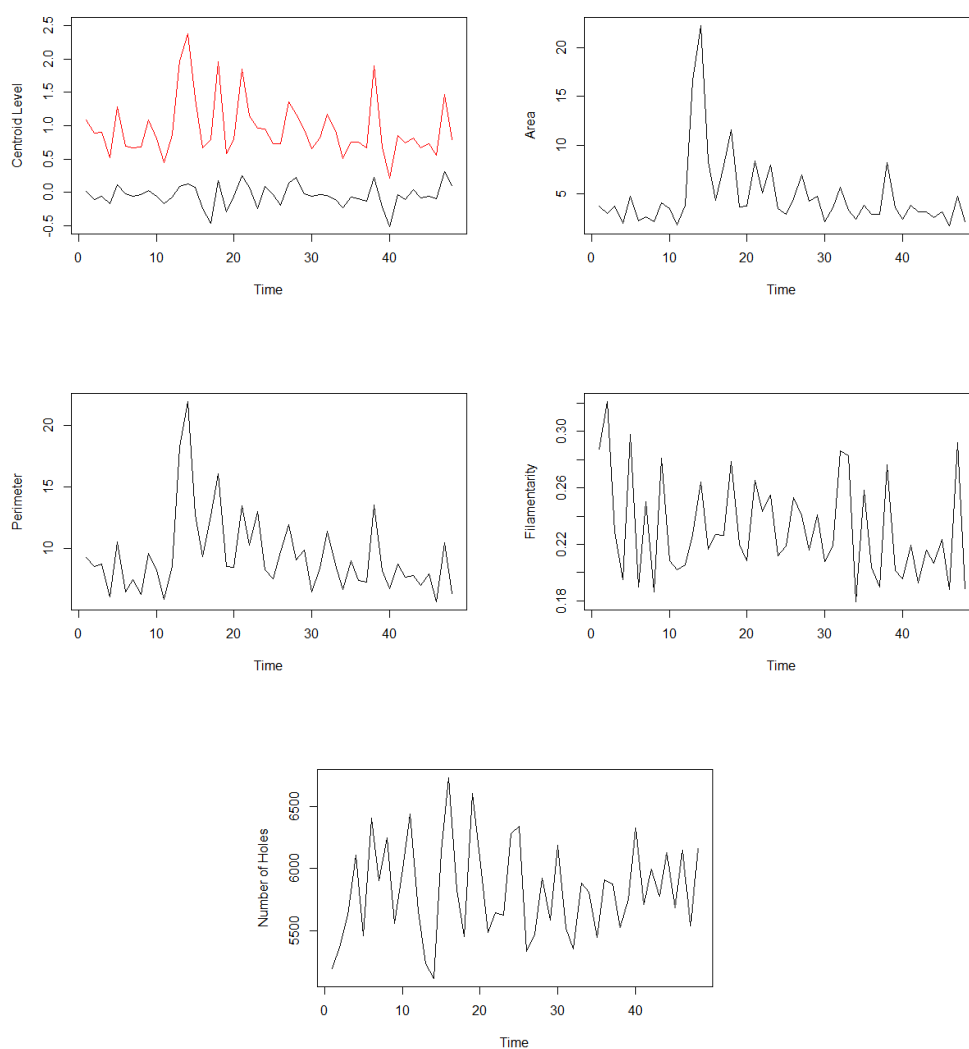 Centroid Level
-0.5 0.0 0.5 1.0 1.5 2.0 2.5
0 10 20 30 40
Time
Area
5 10 15 20
0 10 20 30 40
Time
Perimeter
10 15 20
0 10 20 30 40
Time
Filamentarity
0.18 0.22 0.26 0.30
0 10 20 30 40
Time
Number of Holes
5500 6000 6500
0 10 20 30 40
Time